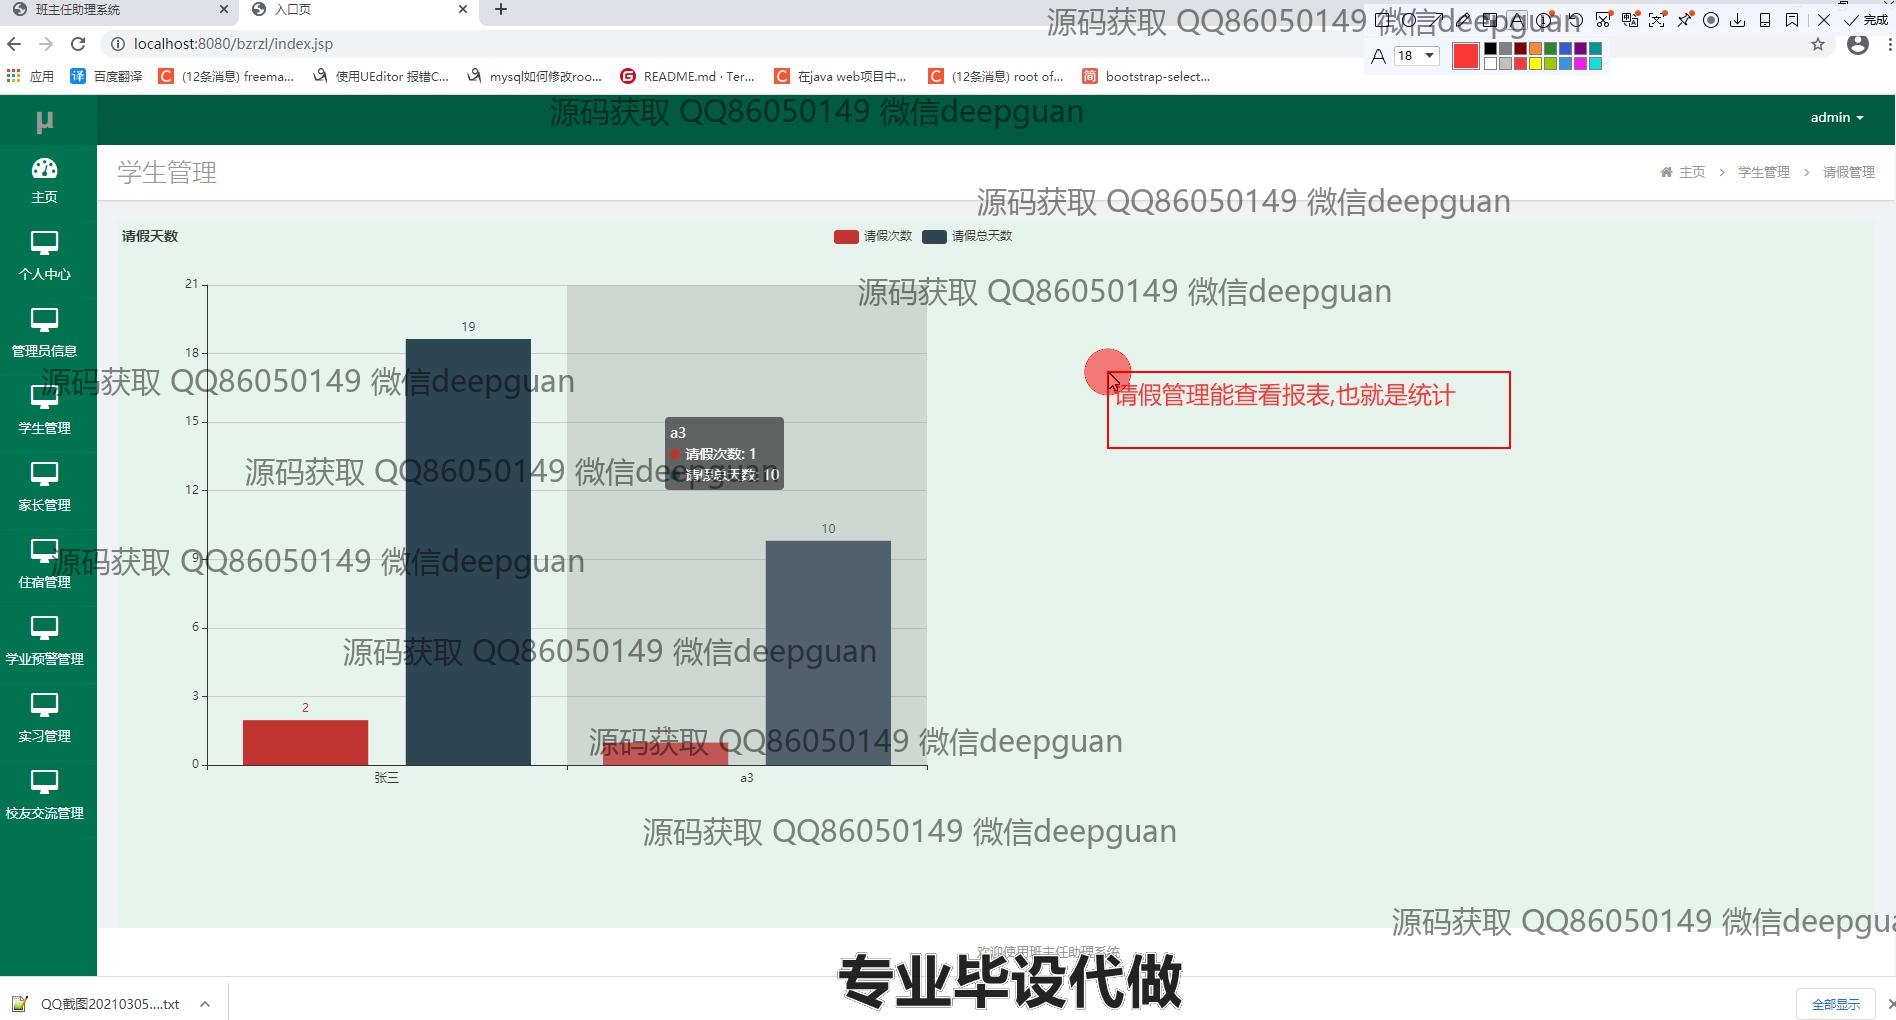 班主任助理系统
入口页
源码获取 QQ86050149 微信deepguan
完成
localhost:8080/bzrzl/index.jsp
18
应用
百度翻译
(12条消息) freema...
使用UEditor 报错C...
mysql如何修改roo...
README.md · Ter...
在java web项目中...
(12条消息) root of...
bootstrap-select...
μ
源码获取 QQ86050149 微信deepguan
admin
主页
学生管理
主页
学生管理
请假管理
源码获取 QQ86050149 微信deepguan
请假天数
请假次数
请假总天数
个人中心
21
源码获取 QQ86050149 微信deepguan
19
管理员信息
18
源码获取 QQ86050149 微信deepguan
请假管理能查看报表,也就是统计
学生管理
15
a3
请假次数: 1
请假总天数: 10
源码获取 QQ86050149 微信deepguan
12
家长管理
10
9
源码获取 QQ86050149 微信deepguan
住宿管理
6
源码获取 QQ86050149 微信deepguan
学业预警管理
3
2
实习管理
源码获取 QQ86050149 微信deepguan
0
张三
a3
校友交流管理
源码获取 QQ86050149 微信deepguan
源码获取 QQ86050149 微信deepgua
欢迎使用班主任助理系统
专业毕设代做
QQ截图20210305....txt
全部显示